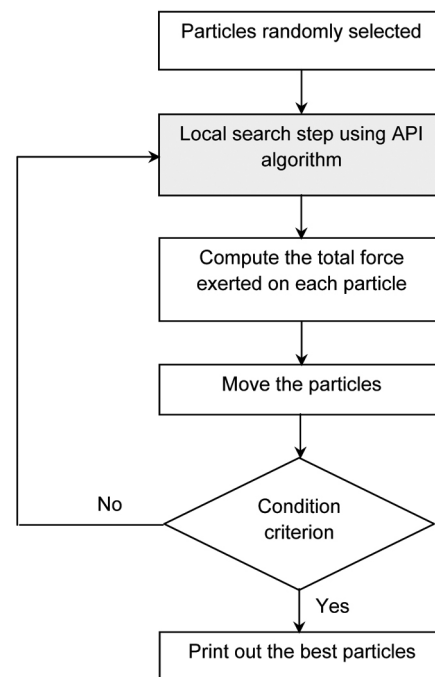 Particles randomly selected
Local search step using API
algorithm
Compute the total force
exerted on each particle
Move the particles
Condition
criterion
No
Yes
Print out the best particles